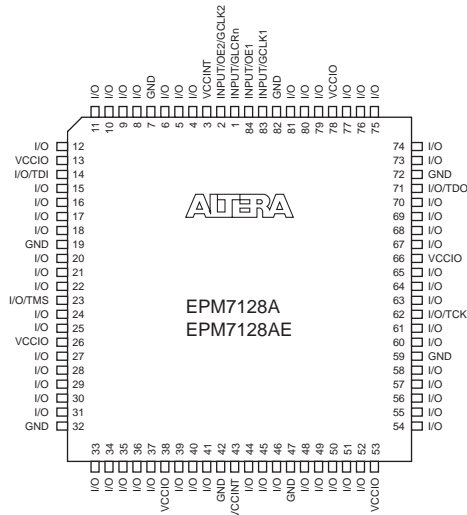 I/O I/O I/O I/O GND I/O I/O I/O VCCINT INPUT/OE2/GCLK2 INPUT/GLCRn INPUT/OE1 INPUT/GCLK1 GND I/O I/O I/O VCCIO I/O I/O I/O
11 10 9 8 7 6 5 4 3 2 1 84 83 82 81 80 79 78 77 76 75
I/O 12
VCCIO 13
I/O/TDI 14
I/O 15
I/O 16
I/O 17
I/O 18
GND 19
I/O 20
I/O 21
I/O 22
I/O/TMS 23
I/O 24
I/O 25
VCCIO 26
I/O 27
I/O 28
I/O 29
I/O 30
I/O 31
GND 32
ALTERA
EPM7128A
EPM7128AE
74 I/O
73 I/O
72 GND
71 I/O/TDO
70 I/O
69 I/O
68 I/O
67 I/O
66 VCCIO
65 I/O
64 I/O
63 I/O
62 I/O/TCK
61 I/O
60 I/O
59 GND
58 I/O
57 I/O
56 I/O
55 I/O
54 I/O
33 34 35 36 37 38 39 40 41 42 43 44 45 46 47 48 49 50 51 52 53
I/O I/O I/O I/O I/O VCCIO I/O I/O I/O GND VCCINT I/O I/O I/O GND I/O I/O I/O I/O I/O VCCIO